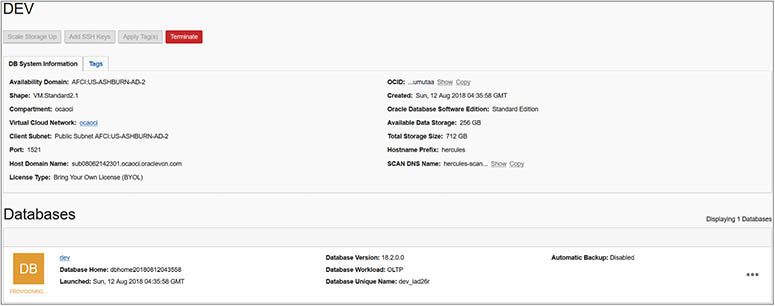 DEV
Scale Storage Up Add SSH Keys Apply Tag(s) Terminate
DB System Information Tags
Availability Domain: AFCI:US-ASHBURN-AD-2 OCID: ...umutaa Show Copy
Shape: VM.Standard2.1 Created: Sun, 12 Aug 2018 04:35:58 GMT
Compartment: ocaoci Oracle Database Software Edition: Standard Edition
Virtual Cloud Network: ocaoci Available Data Storage: 256 GB
Client Subnet: Public Subnet AFCI:US-ASHBURN-AD-2 Total Storage Size: 712 GB
Port: 1521 Hostname Prefix: hercules
Host Domain Name: sub08062142301.ocaoci.oraclevcn.com SCAN DNS Name: hercules-scan... Show Copy
License Type: Bring Your Own License (BYOL)
Databases
Displaying 1 Databases
DB
PROVISIONING...
dev Database Version: 18.2.0.0 Automatic Backup: Disabled
Database Home: dbhome20180812043558 Database Workload: OLTP
Launched: Sun, 12 Aug 2018 04:35:58 GMT Database Unique Name: dev_iad26r